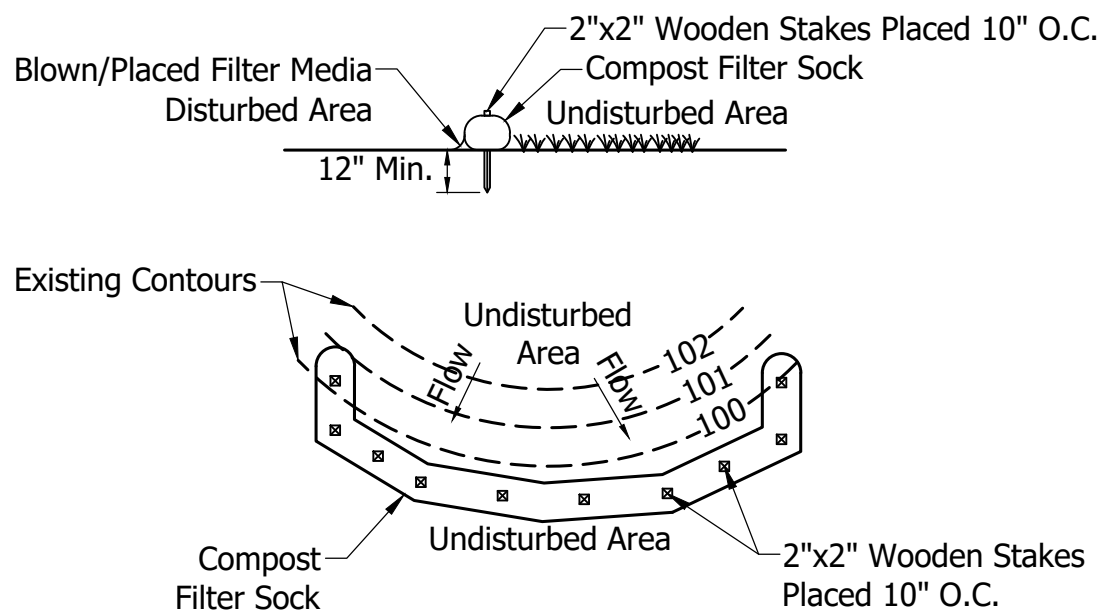 2"x2" Wooden Stakes Placed 10" O.C.
Blown/Placed Filter Media
Compost Filter Sock
Disturbed Area
Undisturbed Area
12" Min.
Existing Contours
Undisturbed
Area
Flow
Flow
102
101
100
Undisturbed Area
Compost
Filter Sock
2"x2" Wooden Stakes
Placed 10" O.C.